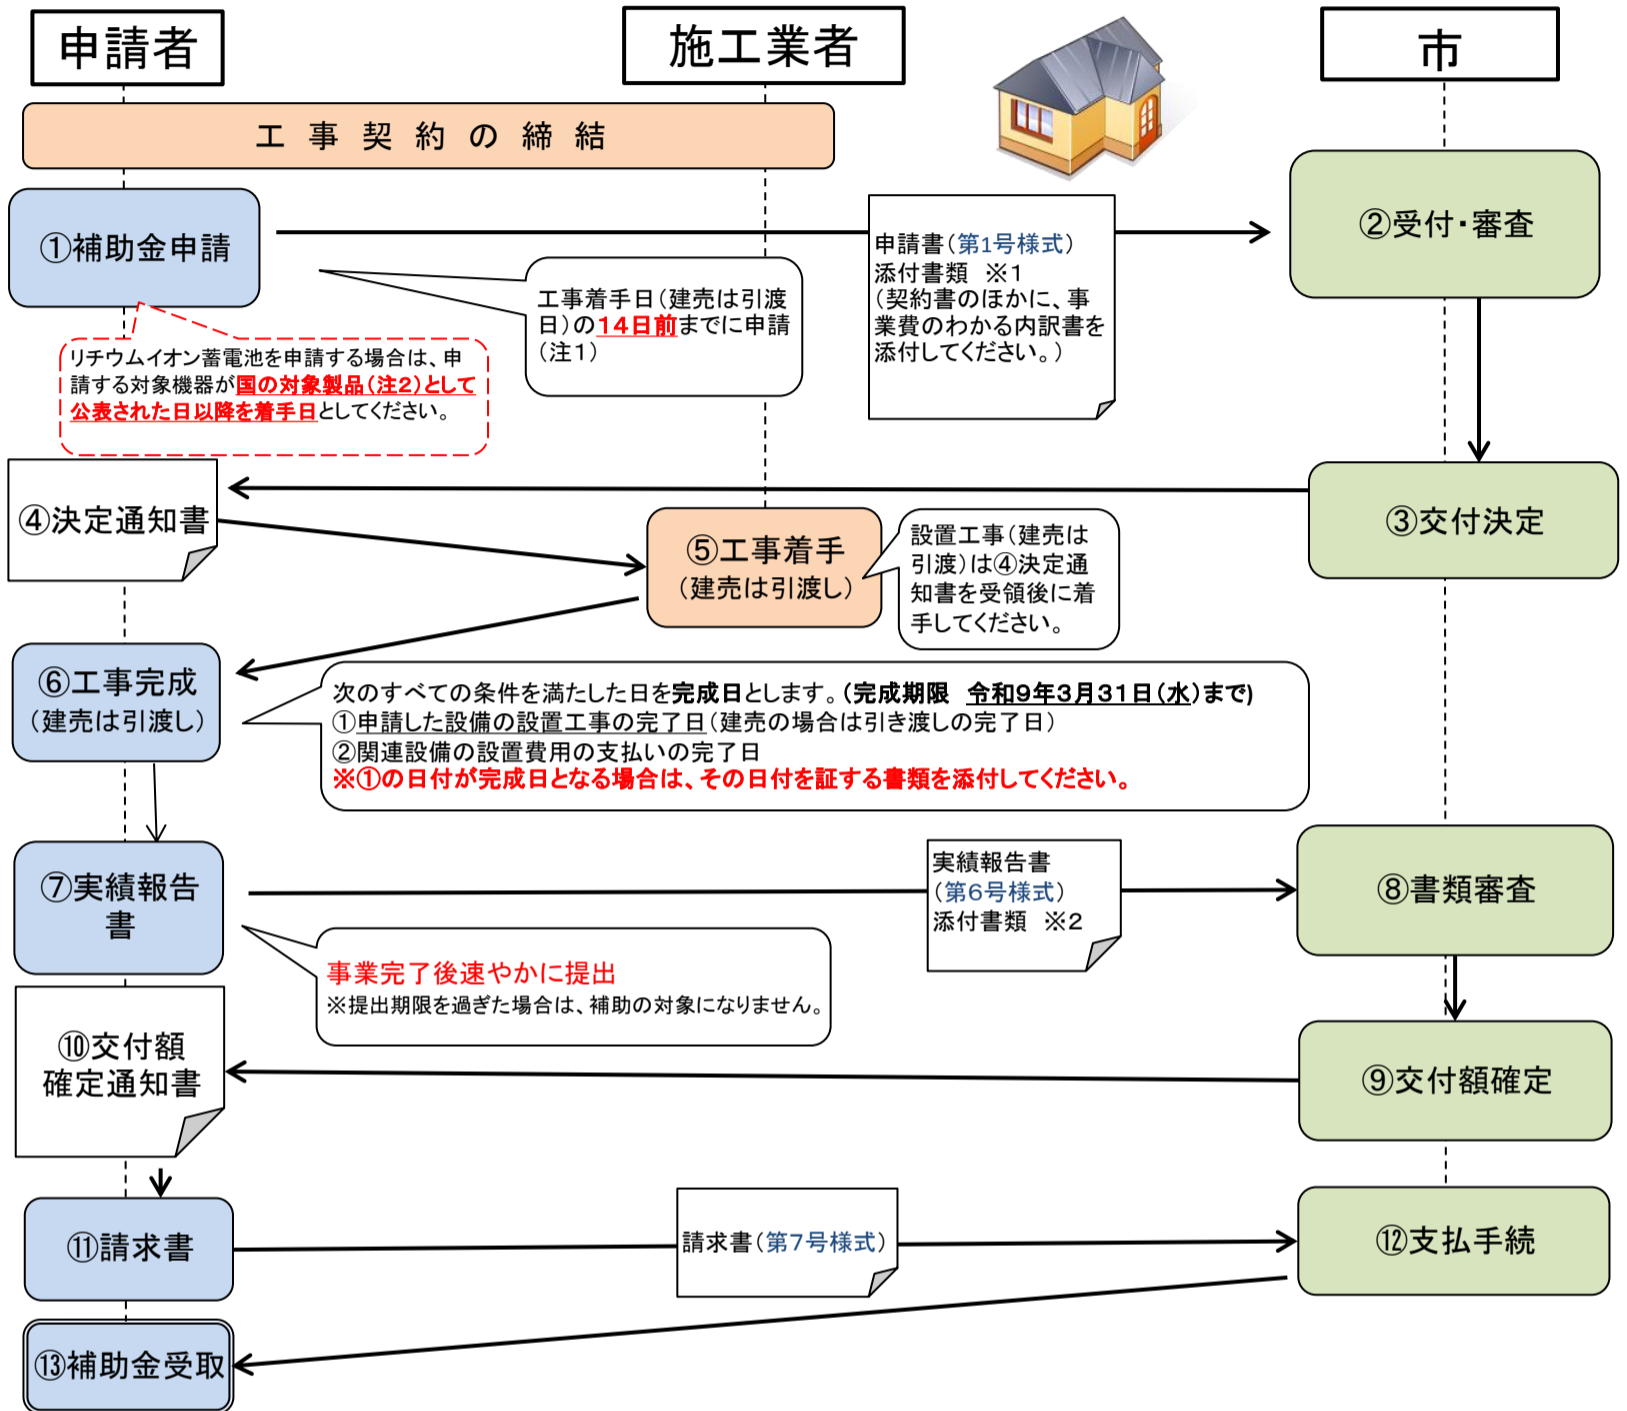 申請者
施工業者
市
工事契約の締結
①補助金申請
②受付・審査
申請書（第1号様式）
添付書類　※1
（契約書のほかに、事
業費のわかる内訳書を
添付してください。）
工事着手日（建売は引渡
日）の14日前までに申請
（注1）
リチウムイオン蓄電池を申請する場合は、申
請する対象機器が国の対象製品（注2）として
公表された日以降を着手日としてください。
③交付決定
④決定通知書
⑤工事着手
（建売は引渡し）
設置工事（建売は
引渡）は④決定通
知書を受領後に着
手してください。
⑥工事完成
（建売は引渡し）
次のすべての条件を満たした日を完成日とします。（完成期限　令和9年3月31日（水）まで)
①申請した設備の設置工事の完了日（建売の場合は引き渡しの完了日）
②関連設備の設置費用の支払いの完了日
※①の日付が完成日となる場合は、その日付を証する書類を添付してください。
⑦実績報告
書
実績報告書
（第6号様式）
添付書類　※2
⑧書類審査
事業完了後速やかに提出
※提出期限を過ぎた場合は、補助の対象になりません。
⑨交付額確定
⑩交付額
確定通知書
⑪請求書
請求書（第7号様式）
⑫支払手続
⑬補助金受取